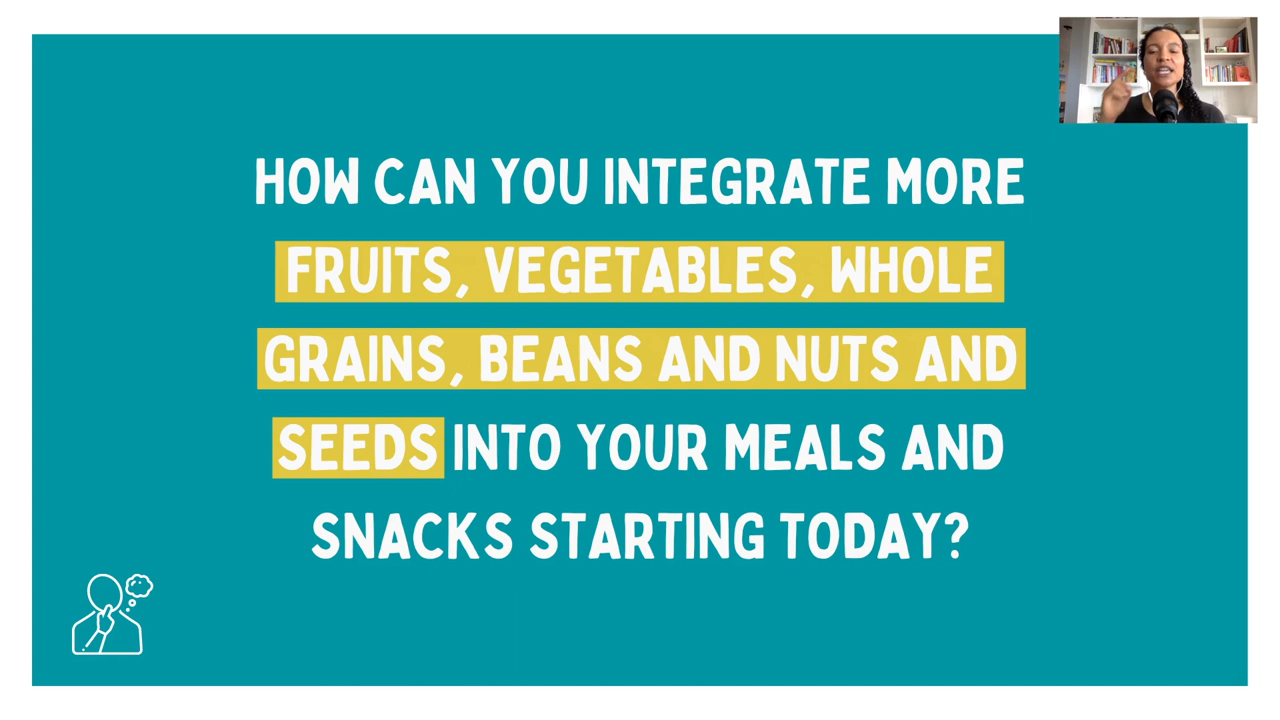 HOW CAN YOU INTEGRATE MORE
FRUITS, VEGETABLES, WHOLE
GRAINS, BEANS AND NUTS AND
SEEDS INTO YOUR MEALS AND
SNACKS STARTING TODAY?